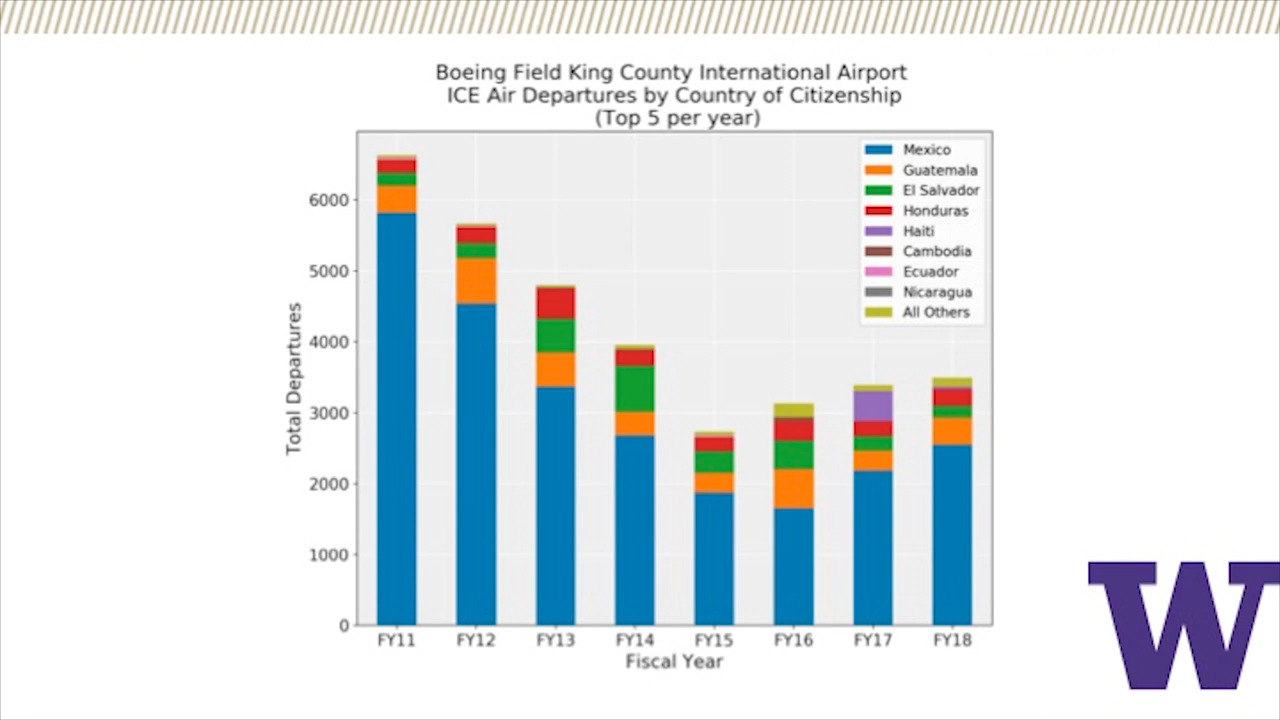 Boeing Field King County International Airport
ICE Air Departures by Country of Citizenship
(Top 5 per year)
Mexico
Guatemala
El Salvador
Honduras
Haiti
Cambodia
Ecuador
Nicaragua
All Others
Total Departures
6000
5000
4000
3000
2000
1000
0
FY11 FY12 FY13 FY14 FY15 FY16 FY17 FY18
Fiscal Year
W